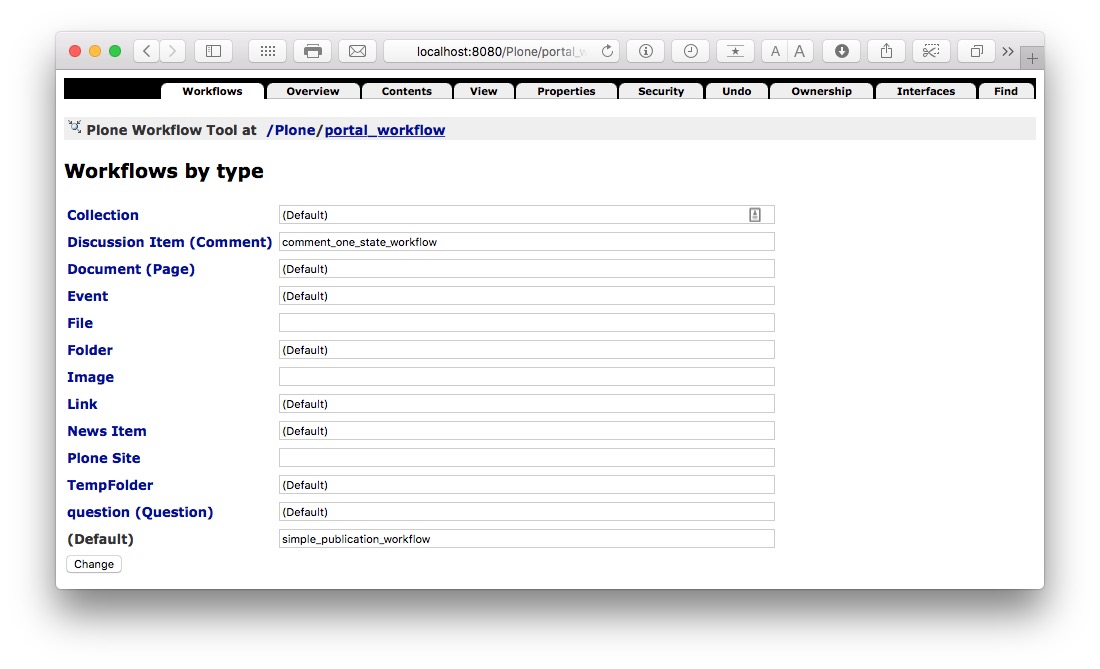 localhost:8080/Plone/portal_w
A A
Workflows Overview Contents View Properties Security Undo Ownership Interfaces Find
Plone Workflow Tool at /Plone/portal_workflow
Workflows by type
Collection (Default)
Discussion Item (Comment) comment_one_state_workflow
Document (Page) (Default)
Event (Default)
File
Folder (Default)
Image
Link (Default)
News Item (Default)
Plone Site
TempFolder (Default)
question (Question) (Default)
(Default) simple_publication_workflow
Change